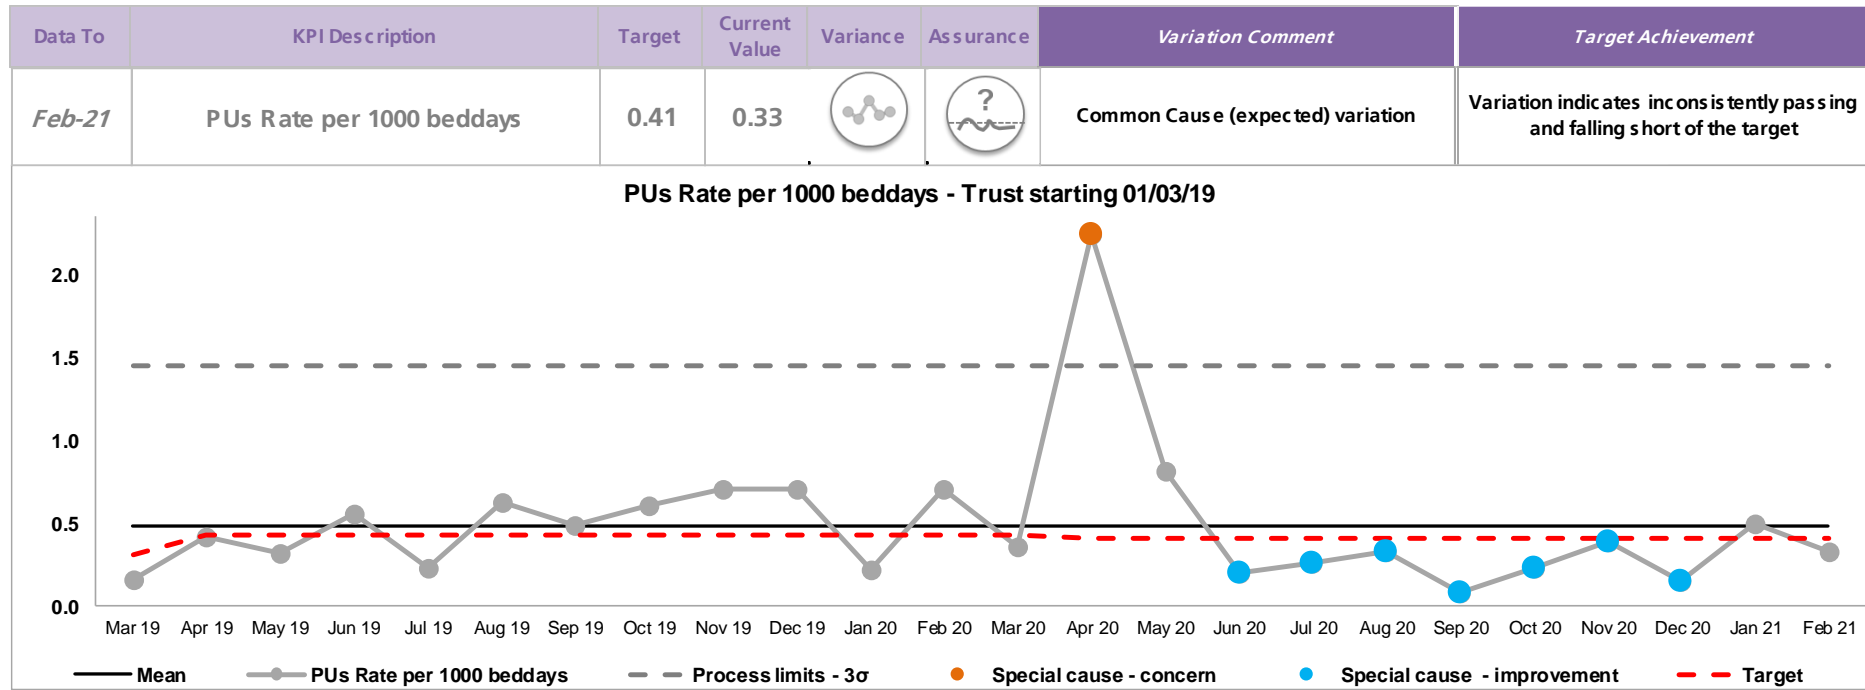 Data To
KPI Description
Target
Current
Value
Variance
Assurance
Variation Comment
Target Achievement
Feb-21
PUs Rate per 1000 beddays
0.41
0.33
?
Common Cause (expected) variation
Variation indicates inconsistently passing
and falling short of the target
PUs Rate per 1000 beddays - Trust starting 01/03/19
2.0
1.5
1.0
0.5
0.0
Mar 19 Apr 19 May 19 Jun 19 Jul 19 Aug 19 Sep 19 Oct 19 Nov 19 Dec 19 Jan 20 Feb 20 Mar 20 Apr 20 May 20 Jun 20 Jul 20 Aug 20 Sep 20 Oct 20 Nov 20 Dec 20 Jan 21 Feb 21
Mean PUs Rate per 1000 beddays Process limits - 3σ Special cause - concern Special cause - improvement Target